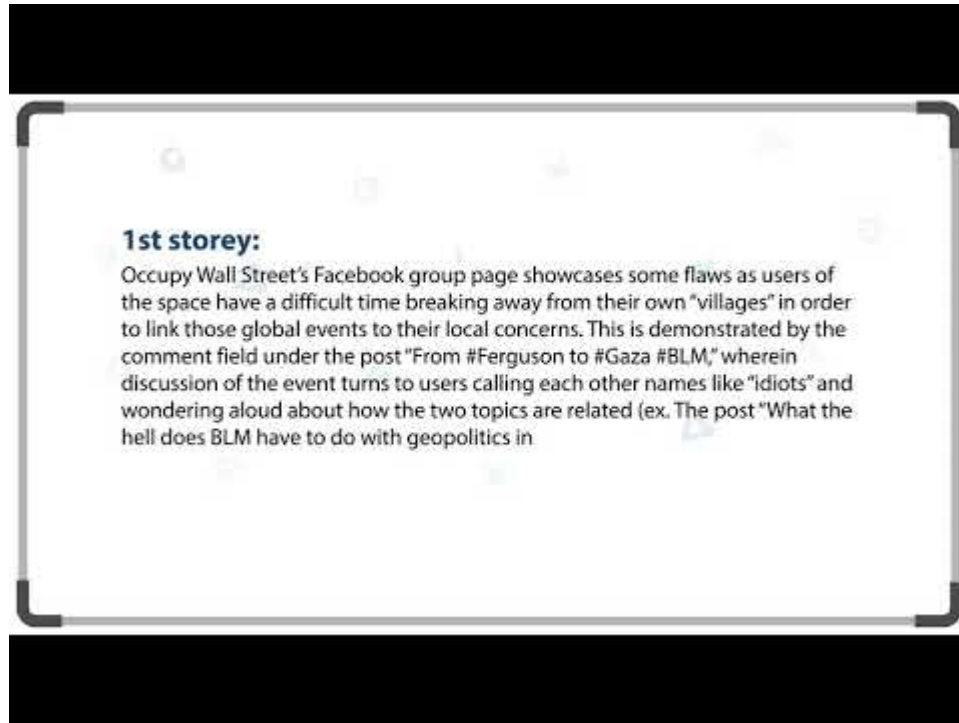 1st storey:
Occupy Wall Street's Facebook group page showcases some flaws as users of
the space have a difficult time breaking away from their own "villages" in order
to link those global events to their local concerns. This is demonstrated by the
comment field under the post "From #Ferguson to #Gaza #BLM," wherein
discussion of the event turns to users calling each other names like "idiots" and
wondering aloud about how the two topics are related (ex. The post "What the
hell does BLM have to do with geopolitics in